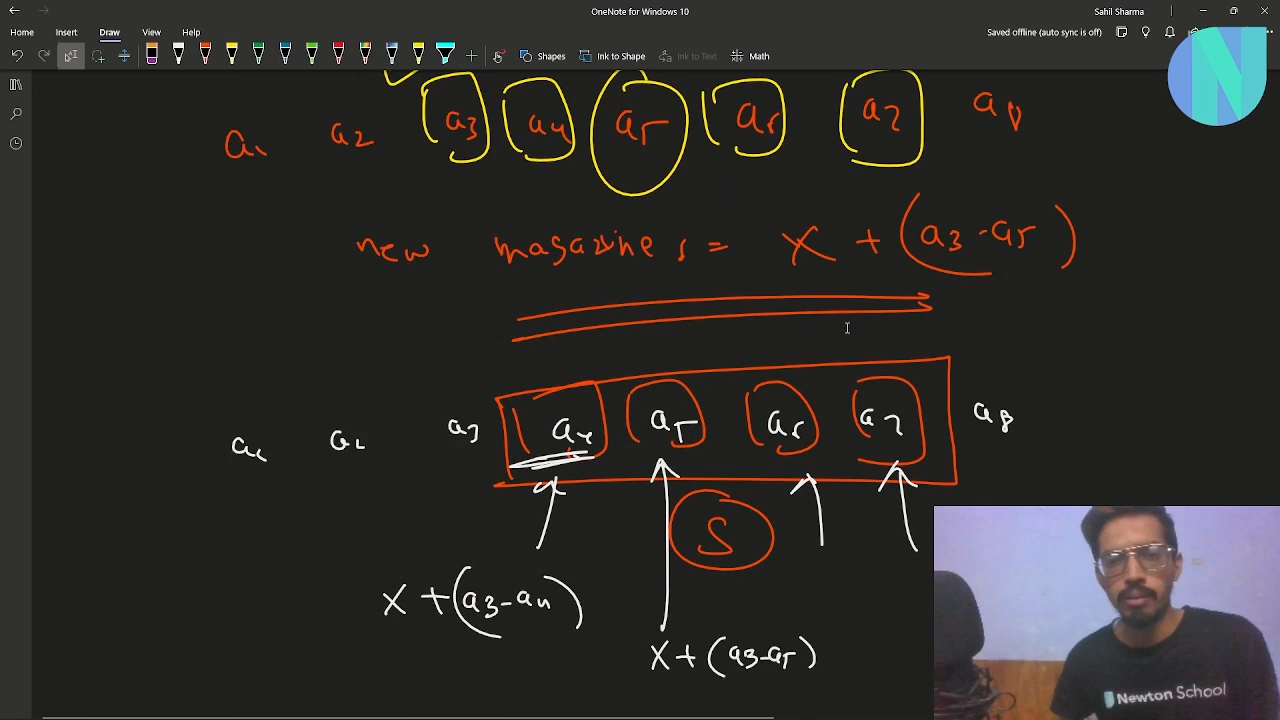 OneNote for Windows 10
Sahil Sharma
Home Insert Draw View Help
Saved offline (auto sync is off)
Shapes Ink to Shape Ink to Text Math
a1 a2 a3 a4 a5 a6 a7 a8
new magazines = X + (a3 - a5)
a1 a2 a3 a4 a5 a6 a7 a8
S
X + (a3 - a4)
X + (a3 - a5)
N
Newton School